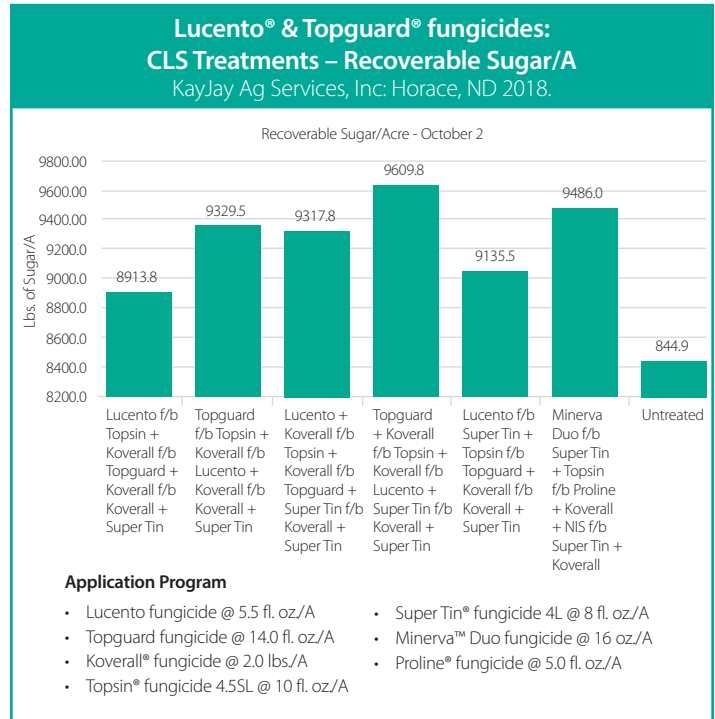 Lucento® & Topguard® fungicides:
CLS Treatments – Recoverable Sugar/A
KayJay Ag Services, Inc: Horace, ND 2018.
Recoverable Sugar/Acre - October 2
Lbs. of Sugar/A
9800.00
9600.00
9400.00
9200.0
9000.0
8800.0
8600.0
8400.0
8200.0
8913.8
9329.5
9317.8
9609.8
9135.5
9486.0
844.9
Lucento f/b
Topsin +
Koverall f/b
Topguard +
Koverall f/b
Koverall +
Super Tin
Topguard
f/b Topsin +
Koverall f/b
Lucento +
Koverall f/b
Koverall +
Super Tin
Lucento +
Koverall f/b
Topsin +
Koverall f/b
Topguard +
Super Tin f/b
Koverall +
Super Tin
Topguard
+ Koverall
f/b Topsin +
Koverall f/b
Lucento +
Super Tin f/b
Koverall +
Super Tin
Lucento f/b
Super Tin +
Topsin f/b
Topguard +
Koverall f/b
Koverall +
Super Tin
Minerva
Duo f/b
Super Tin
+ Topsin
f/b Proline
+ Koverall
+ NIS f/b
Super Tin +
Koverall
Untreated
Application Program
• Lucento fungicide @ 5.5 fl. oz./A
• Topguard fungicide @ 14.0 fl. oz./A
• Koverall® fungicide @ 2.0 lbs./A
• Topsin® fungicide 4.5SL @ 10 fl. oz./A
• Super Tin® fungicide 4L @ 8 fl. oz./A
• Minerva™ Duo fungicide @ 16 oz./A
• Proline® fungicide @ 5.0 fl. oz./A